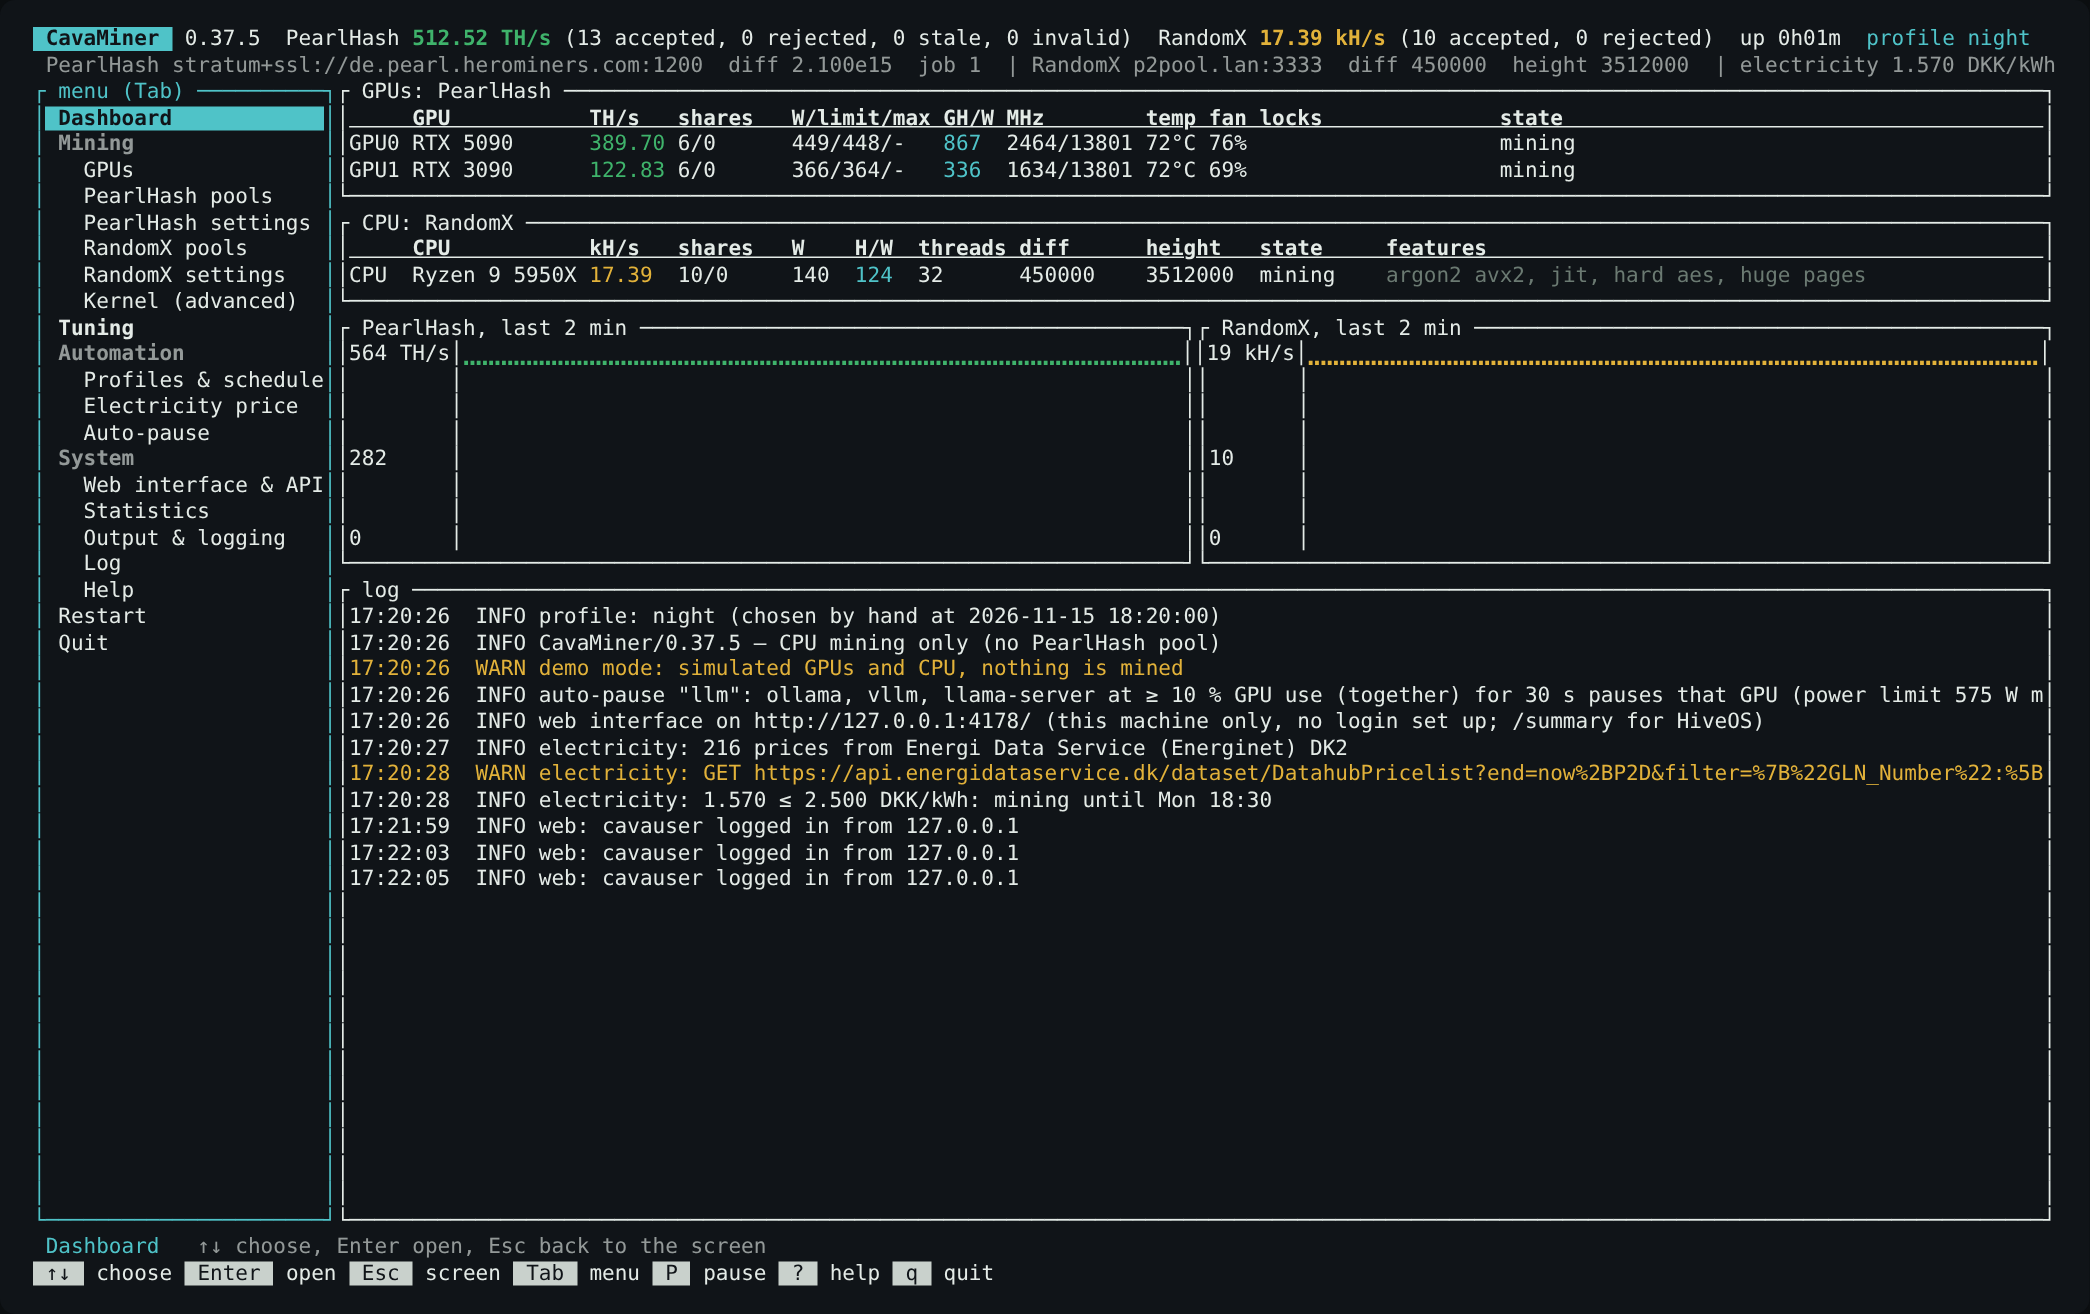 CavaMiner 0.37.5 PearlHash 512.52 TH/s (13 accepted, 0 rejected, 0 stale, 0 invalid) RandomX 17.39 kH/s (10 accepted, 0 rejected) up 0h01m profile night
PearlHash stratum+ssl://de.pearl.herominers.com:1200 diff 2.100e15 job 1 | RandomX p2pool.lan:3333 diff 450000 height 3512000 | electricity 1.570 DKK/kWh
menu (Tab)
Dashboard
Mining
GPUs
PearlHash pools
PearlHash settings
RandomX pools
RandomX settings
Kernel (advanced)
Tuning
Automation
Profiles & schedule
Electricity price
Auto-pause
System
Web interface & API
Statistics
Output & logging
Log
Help
Restart
Quit
GPUs: PearlHash
GPU TH/s shares W/limit/max GH/W MHz temp fan locks state
GPU0 RTX 5090 389.70 6/0 449/448/- 867 2464/13801 72°C 76% mining
GPU1 RTX 3090 122.83 6/0 366/364/- 336 1634/13801 72°C 69% mining
CPU: RandomX
CPU kH/s shares W H/W threads diff height state features
CPU Ryzen 9 5950X 17.39 10/0 140 124 32 450000 3512000 mining argon2 avx2, jit, hard aes, huge pages
PearlHash, last 2 min
564 TH/s
282
0
RandomX, last 2 min
19 kH/s
10
0
log
17:20:26 INFO profile: night (chosen by hand at 2026-11-15 18:20:00)
17:20:26 INFO CavaMiner/0.37.5 — CPU mining only (no PearlHash pool)
17:20:26 WARN demo mode: simulated GPUs and CPU, nothing is mined
17:20:26 INFO auto-pause "llm": ollama, vllm, llama-server at ≥ 10 % GPU use (together) for 30 s pauses that GPU (power limit 575 W m
17:20:26 INFO web interface on http://127.0.0.1:4178/ (this machine only, no login set up; /summary for HiveOS)
17:20:27 INFO electricity: 216 prices from Energi Data Service (Energinet) DK2
17:20:28 WARN electricity: GET https://api.energidataservice.dk/dataset/DatahubPricelist?end=now%2BP2D&filter=%7B%22GLN_Number%22:%5B
17:20:28 INFO electricity: 1.570 ≤ 2.500 DKK/kWh: mining until Mon 18:30
17:21:59 INFO web: cavauser logged in from 127.0.0.1
17:22:03 INFO web: cavauser logged in from 127.0.0.1
17:22:05 INFO web: cavauser logged in from 127.0.0.1
Dashboard ↑↓ choose, Enter open, Esc back to the screen
↑↓ choose Enter open Esc screen Tab menu P pause ? help q quit